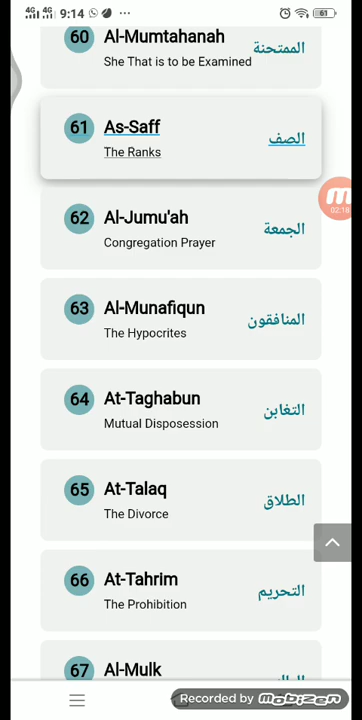 4G 4G 9:14 ... 61
60 Al-Mumtahanah الممتحنة
She That is to be Examined
61 As-Saff الصف
The Ranks
02:18
62 Al-Jumu'ah الجمعة
Congregation Prayer
63 Al-Munafiqun المنافقون
The Hypocrites
64 At-Taghabun التغابن
Mutual Disposession
65 At-Talaq الطلاق
The Divorce
66 At-Tahrim التحريم
The Prohibition
67 Al-Mulk
Recorded by mobizen